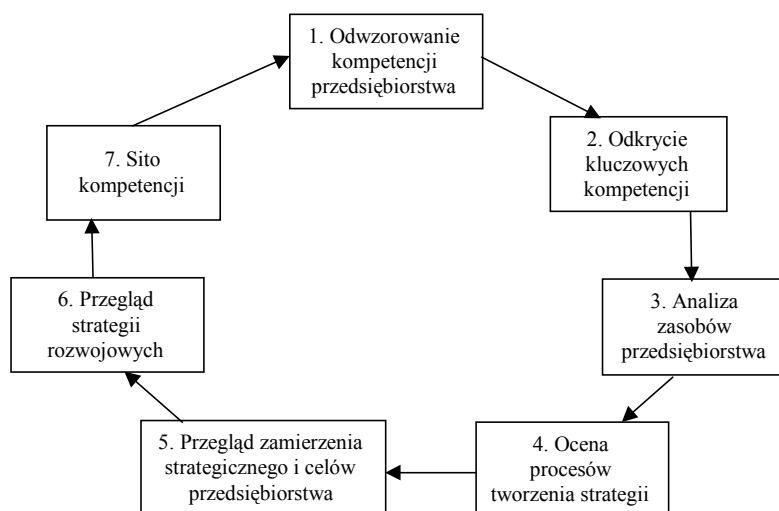 1. Odwzorowanie
kompetencji
przedsiębiorstwa
2. Odkrycie
kluczowych
kompetencji
3. Analiza
zasobów
przedsiębiorstwa
4. Ocena
procesów
tworzenia strategii
5. Przegląd zamierzenia
strategicznego i celów
przedsiębiorstwa
6. Przegląd
strategii
rozwojowych
7. Sito
kompetencji